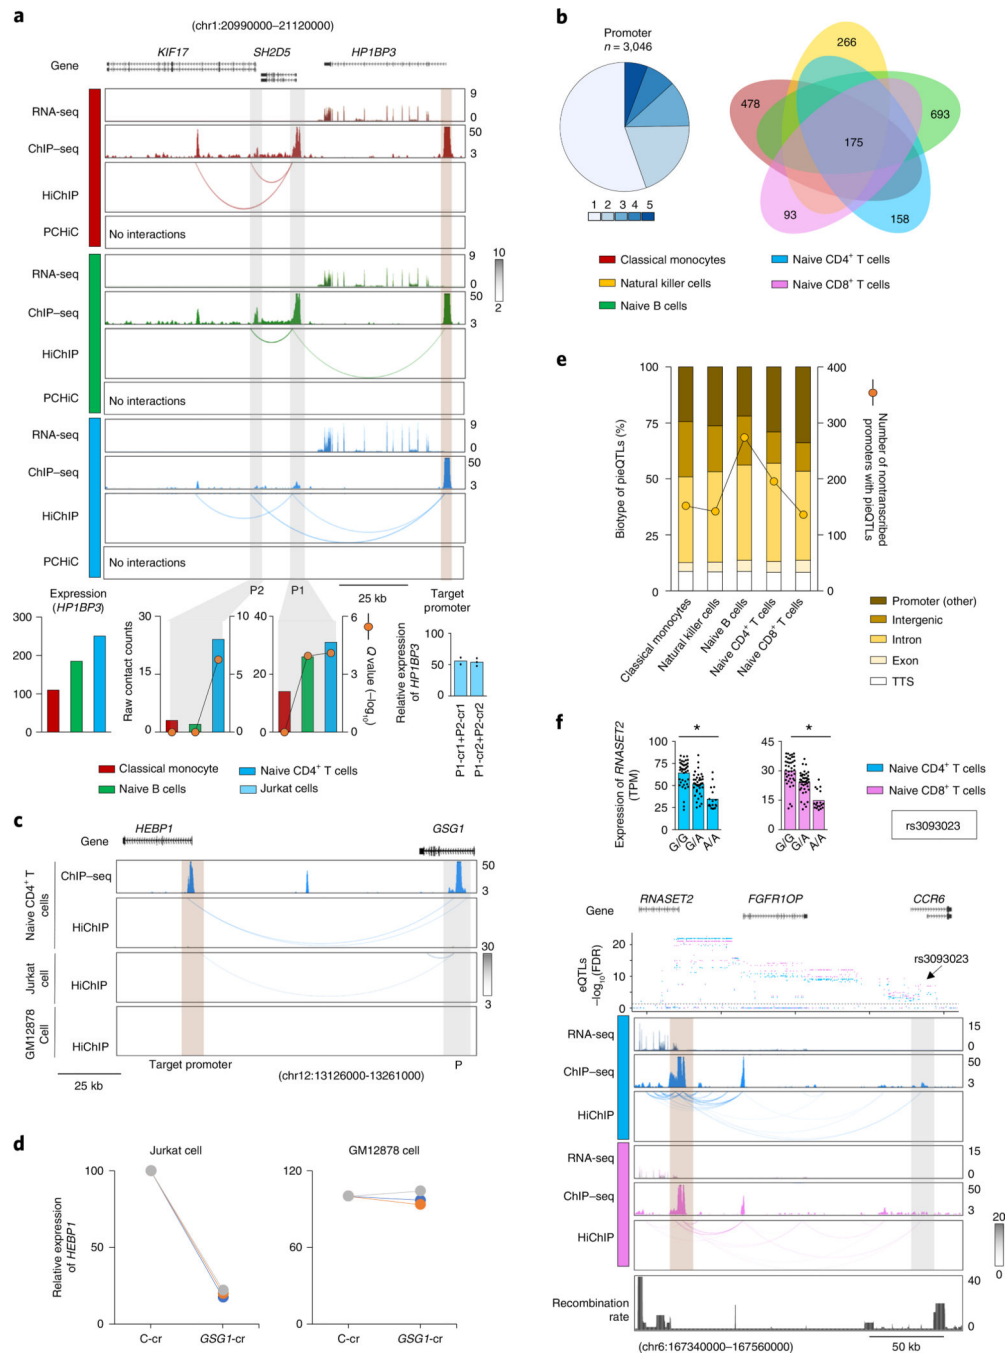 a
(chr1:20990000–21120000)
KIF17
SH2D5
HP1BP3
Gene
RNA-seq
9
0
ChIP–seq
50
3
HiChIP
PCHiC
No interactions
RNA-seq
9
0
10
2
ChIP–seq
50
3
HiChIP
PCHiC
No interactions
RNA-seq
9
0
ChIP–seq
50
3
HiChIP
PCHiC
No interactions
P2
P1
25 kb
Target promoter
Expression
(HP1BP3)
300
200
100
0
Raw contact counts
30
15
0
10
5
0
40
20
0
6
3
0
Q value (–log10)
Relative expression
of HP1BP3
100
50
0
P1-cr1+P2-cr1
P1-cr2+P2-cr2
Classical monocyte
Naive B cells
Naive CD4+ T cells
Jurkat cells
b
Promoter
n = 3,046
1 2 3 4 5
266
478
693
175
93
158
Classical monocytes
Natural killer cells
Naive B cells
Naive CD4+ T cells
Naive CD8+ T cells
e
Biotype of pieQTLs (%)
100
75
50
25
0
400
300
200
100
0
Number of nontranscribed
promoters with pieQTLs
Classical monocytes
Natural killer cells
Naive B cells
Naive CD4+ T cells
Naive CD8+ T cells
Promoter (other)
Intergenic
Intron
Exon
TTS
c
HEBP1
GSG1
Gene
Naive CD4+ T
cells
ChIP–seq
50
3
HiChIP
30
3
Jurkat
cell
HiChIP
GM12878
Cell
HiChIP
Target promoter
P
25 kb
(chr12:13126000-13261000)
d
Jurkat cell
GM12878 cell
Relative expression
of HEBP1
100
50
0
C-cr
GSG1-cr
120
60
0
C-cr
GSG1-cr
f
Expression of RNASET2
(TPM)
100
75
50
25
0
*
G/G
G/A
A/A
45
30
15
0
*
G/G
G/A
A/A
Naive CD4+ T cells
Naive CD8+ T cells
rs3093023
RNASET2
FGFR1OP
CCR6
Gene
eQTLs
–log10(FDR)
20
10
0
rs3093023
RNA-seq
15
0
ChIP–seq
50
3
HiChIP
RNA-seq
15
0
ChIP–seq
50
3
HiChIP
20
0
Recombination
rate
40
0
(chr6:167340000–167560000)
50 kb